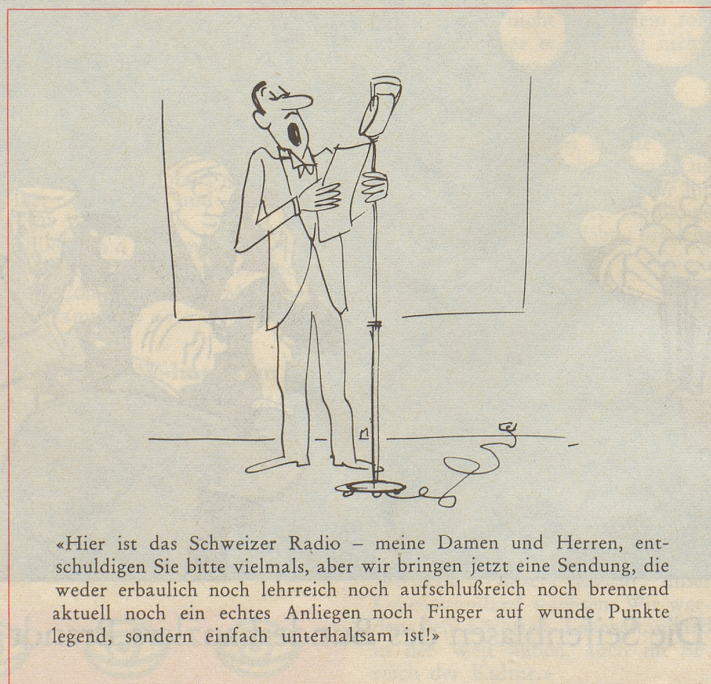 «Hier ist das Schweizer Radio – meine Damen und Herren, ent-
schuldigen Sie bitte vielmals, aber wir bringen jetzt eine Sendung, die
weder erbaulich noch lehrreich noch aufschlußreich noch brennend
aktuell noch ein echtes Anliegen noch Finger auf wunde Punkte
legend, sondern einfach unterhaltsam ist!»